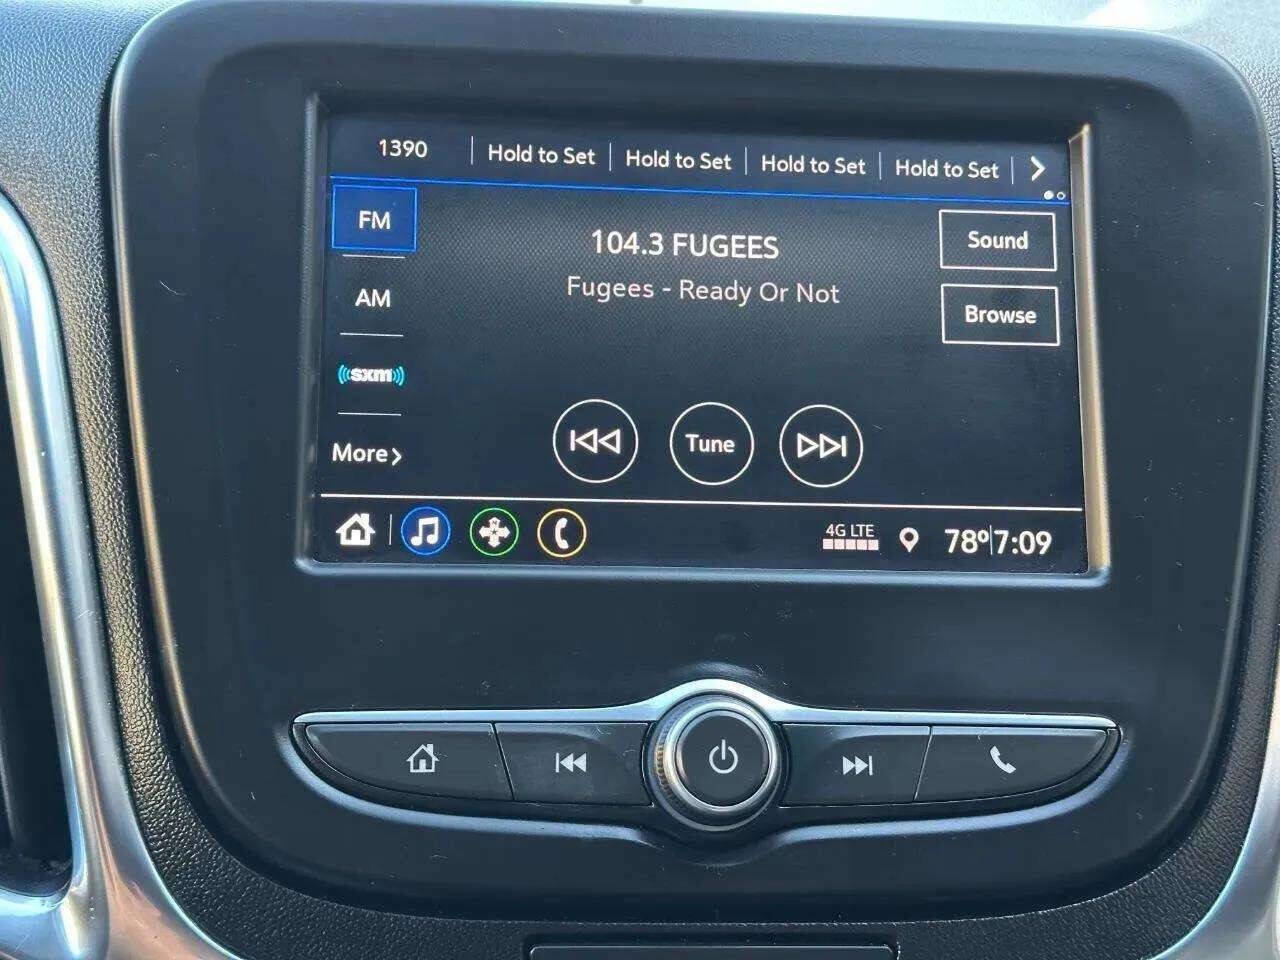 1390 Hold to Set Hold to Set Hold to Set Hold to Set
FM
104.3 FUGEES
Sound
Fugees - Ready Or Not
AM
Browse
sxm
Tune
More
4G LTE
78° 7:09